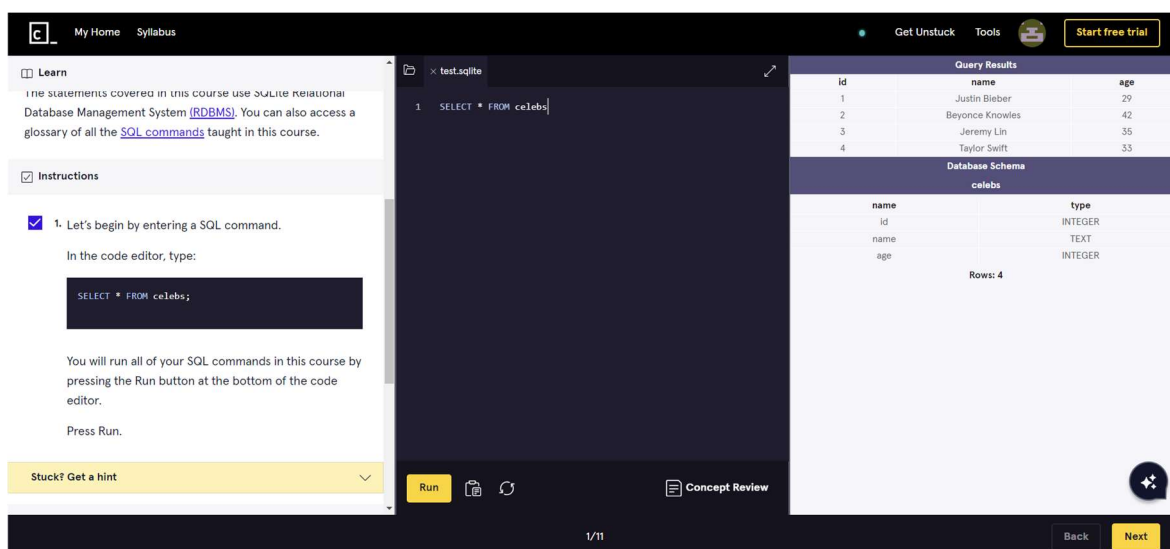 c_
My Home Syllabus Get Unstuck Tools Start free trial
Learn
The statements covered in this course use SQLite Relational
Database Management System (RDBMS). You can also access a
glossary of all the SQL commands taught in this course.
Instructions
1. Let's begin by entering a SQL command.
In the code editor, type:
SELECT * FROM celebs;
You will run all of your SQL commands in this course by
pressing the Run button at the bottom of the code
editor.
Press Run.
Stuck? Get a hint
× test.sqlite
1 SELECT * FROM celebs
Run Concept Review
Query Results
id name age
1 Justin Bieber 29
2 Beyonce Knowles 42
3 Jeremy Lin 35
4 Taylor Swift 33
Database Schema
celebs
name type
id INTEGER
name TEXT
age INTEGER
Rows: 4
1/11
Back Next